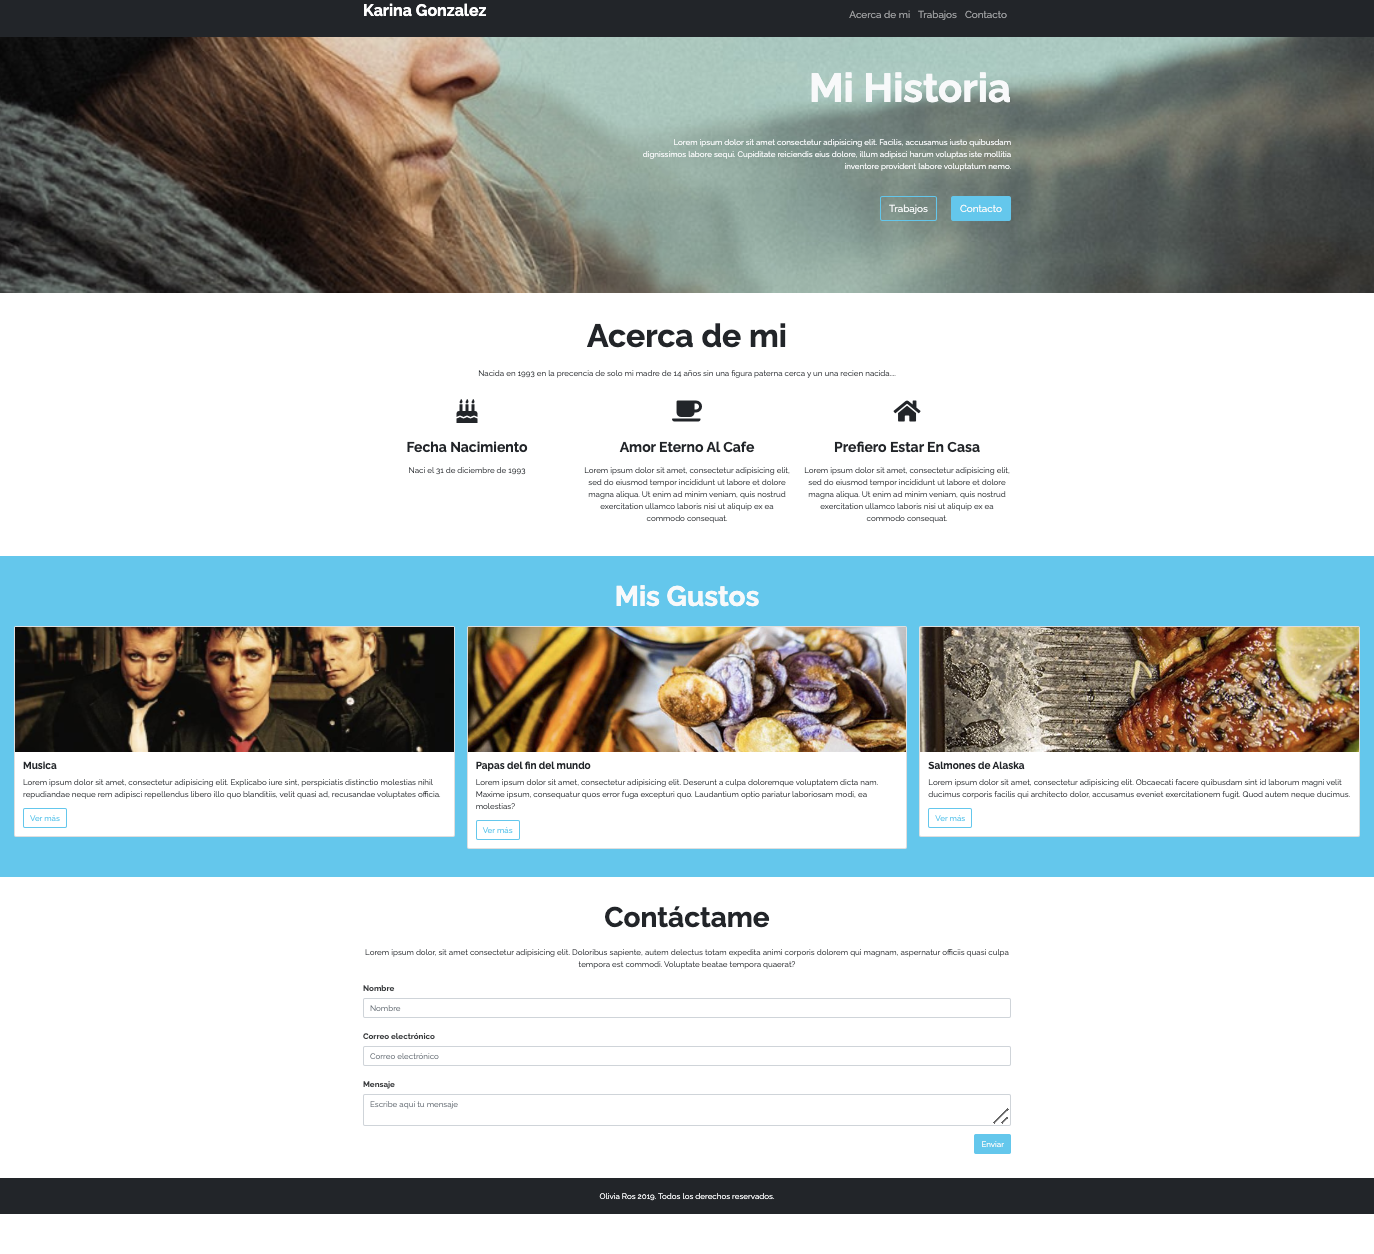 Karina Gonzalez
Acerca de mi Trabajos Contacto
Mi Historia
Lorem ipsum dolor sit amet consectetur adipisicing elit. Facilis, accusamus iusto quibusdam
dignissimos labore sequi. Cupiditate reiciendis eius dolore, illum adipisci harum voluptas iste mollitia
inventore provident labore voluptatum nemo.
Trabajos Contacto
Acerca de mi
Nacida en 1993 en la precencia de solo mi madre de 14 años sin una figura paterna cerca y un una recien nacida....
Fecha Nacimiento
Naci el 31 de diciembre de 1993
Amor Eterno Al Cafe
Lorem ipsum dolor sit amet, consectetur adipisicing elit,
sed do eiusmod tempor incididunt ut labore et dolore
magna aliqua. Ut enim ad minim veniam, quis nostrud
exercitation ullamco laboris nisi ut aliquip ex ea
commodo consequat.
Prefiero Estar En Casa
Lorem ipsum dolor sit amet, consectetur adipisicing elit,
sed do eiusmod tempor incididunt ut labore et dolore
magna aliqua. Ut enim ad minim veniam, quis nostrud
exercitation ullamco laboris nisi ut aliquip ex ea
commodo consequat.
Mis Gustos
Musica
Lorem ipsum dolor sit amet, consectetur adipisicing elit. Explicabo iure sint, perspiciatis distinctio molestias nihil
repudiandae neque rem adipisci repellendus libero illo quo blanditiis, velit quasi ad, recusandae voluptates officia.
Ver más
Papas del fin del mundo
Lorem ipsum dolor sit amet, consectetur adipisicing elit. Deserunt a culpa doloremque voluptatem dicta nam.
Maxime ipsum, consequatur quos error fuga excepturi quo. Laudantium optio pariatur laboriosam modi, ea
molestias?
Ver más
Salmones de Alaska
Lorem ipsum dolor sit amet, consectetur adipisicing elit. Obcaecati facere quibusdam sint id laborum magni velit
ducimus corporis facilis qui architecto dolor, accusamus eveniet exercitationem fugit. Quod autem neque ducimus.
Ver más
Contáctame
Lorem ipsum dolor, sit amet consectetur adipisicing elit. Doloribus sapiente, autem delectus totam expedita animi corporis dolorem qui magnam, aspernatur officiis quasi culpa
tempora est commodi. Voluptate beatae tempora quaerat?
Nombre
Nombre
Correo electrónico
Correo electrónico
Mensaje
Escribe aqui tu mensaje
Enviar
Olivia Ros 2019. Todos los derechos reservados.